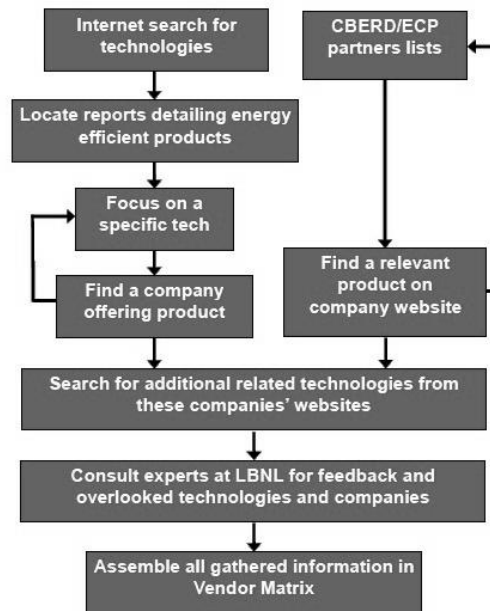 Internet search for
technologies
CBERD/ECP
partners lists
Locate reports detailing energy
efficient products
Focus on a
specific tech
Find a company
offering product
Find a relevant
product on
company website
Search for additional related technologies from
these companies’ websites
Consult experts at LBNL for feedback and
overlooked technologies and companies
Assemble all gathered information in
Vendor Matrix